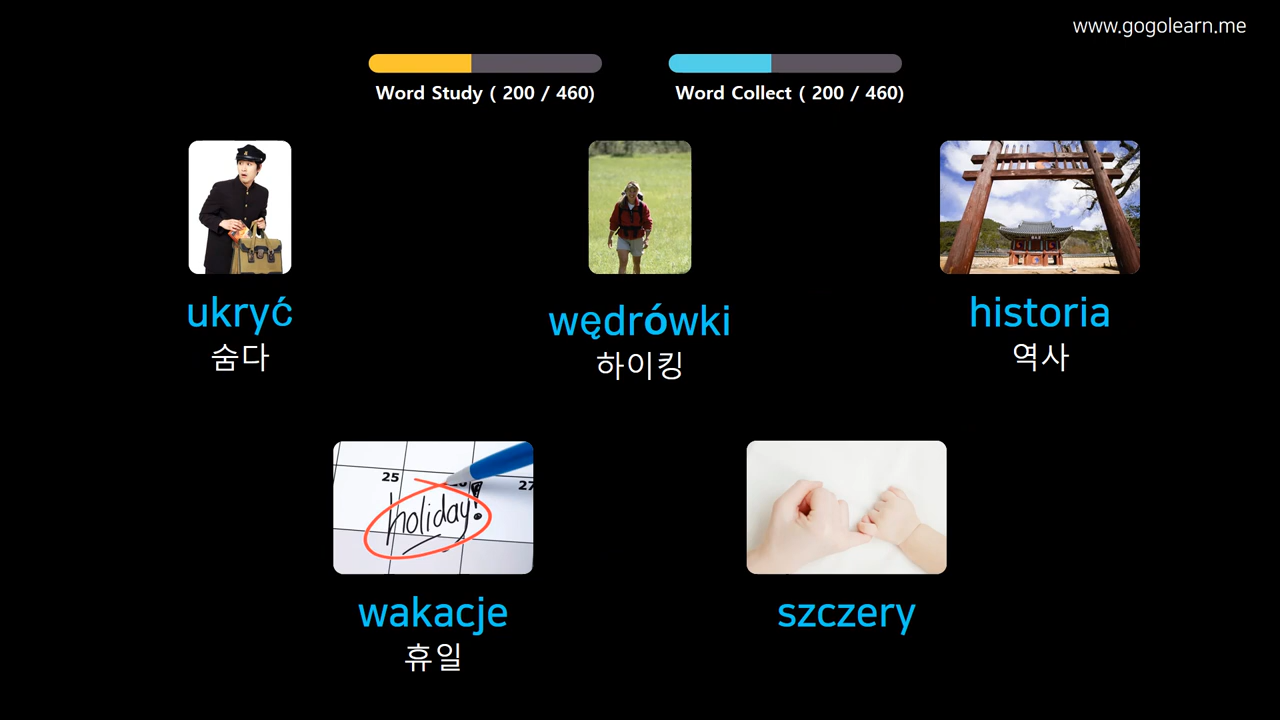 www.gogolearn.me
Word Study ( 200 / 460)
Word Collect ( 200 / 460)
ukryć
숨다
wędrówki
하이킹
historia
역사
25
27
holiday!
wakacje
휴일
szczery